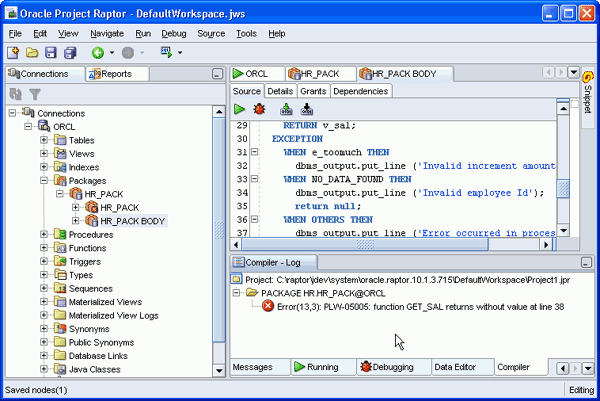 Oracle Project Raptor - DefaultWorkspace.jws
File Edit View Navigate Run Debug Source Tools Help
Connections Reports
Connections
ORCL
Tables
Views
Indexes
Packages
HR_PACK
HR_PACK
HR_PACK BODY
Procedures
Functions
Triggers
Types
Sequences
Materialized Views
Materialized View Logs
Synonyms
Public Synonyms
Database Links
Java Classes
ORCL HR_PACK HR_PACK BODY
Source Details Grants Dependencies
29 RETURN v_sal;
30 EXCEPTION
31 WHEN e_toomuch THEN
32 dbms_output.put_line ('Invalid increment amount
33 WHEN NO_DATA_FOUND THEN
34 dbms_output.put_line ('Invalid employee Id');
35 return null;
36 WHEN OTHERS THEN
37 dbms_output.put_line ('Error occurred in proces
Snippet
Compiler - Log
Project: C:\raptor\jdev\system\oracle.raptor.10.1.3.715\DefaultWorkspace\Project1.jpr
PACKAGE HR.HR_PACK@ORCL
Error(13,3): PLW-05005: function GET_SAL returns without value at line 38
Messages Running Debugging Data Editor Compiler
Saved nodes(1) Editing